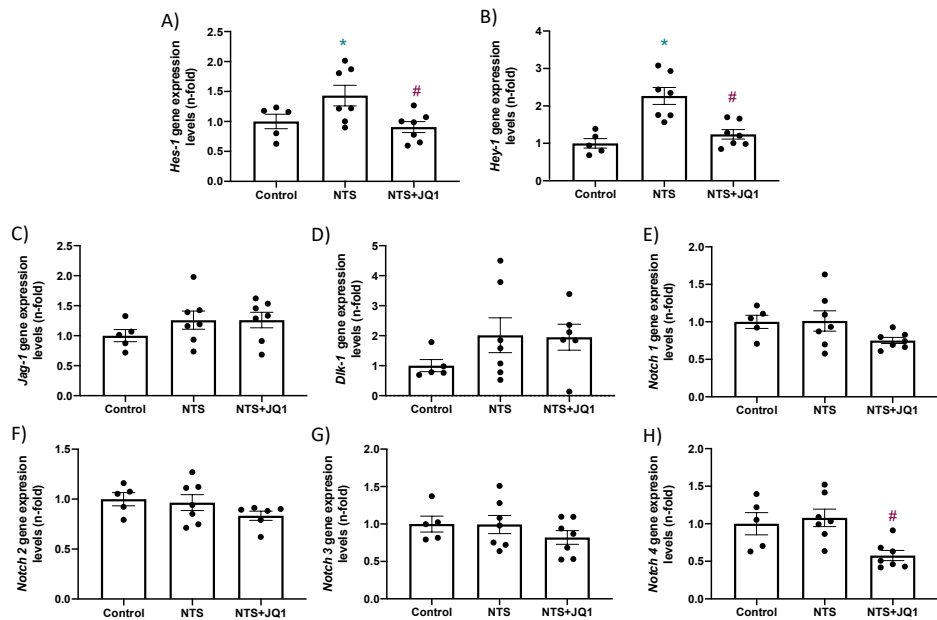 A)
Hes-1 gene expression
levels (n-fold)
2.5
2.0
1.5
1.0
0.5
0.0
*
#
Control NTS NTS+JQ1
B)
Hey-1 gene expression
levels (n-fold)
4
3
2
1
0
*
#
Control NTS NTS+JQ1
C)
Jag-1 gene expression
levels (n-fold)
2.5
2.0
1.5
1.0
0.5
0.0
Control NTS NTS+JQ1
D)
Dlk-1 gene expression
levels (n-fold)
5
4
2
1
0
Control NTS NTS+JQ1
E)
Notch 1 gene expression
levels (n-fold)
2.0
1.5
1.0
0.5
0.0
Control NTS NTS+JQ1
F)
Notch 2 gene expression
levels (n-fold)
1.5
1.0
0.5
0.0
Control NTS NTS+JQ1
G)
Notch 3 gene expression
levels (n-fold)
2.0
1.5
1.0
0.5
0.0
Control NTS NTS+JQ1
H)
Notch 4 gene expression
levels (n-fold)
2.0
1.5
1.0
0.5
0.0
#
Control NTS NTS+JQ1